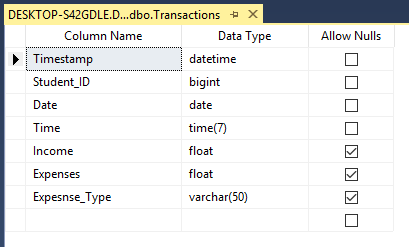 DESKTOP-S42GDLE.D...dbo.Transactions
Column Name Data Type Allow Nulls
Timestamp datetime
Student_ID bigint
Date date
Time time(7)
Income float
Expenses float
Expesnse_Type varchar(50)